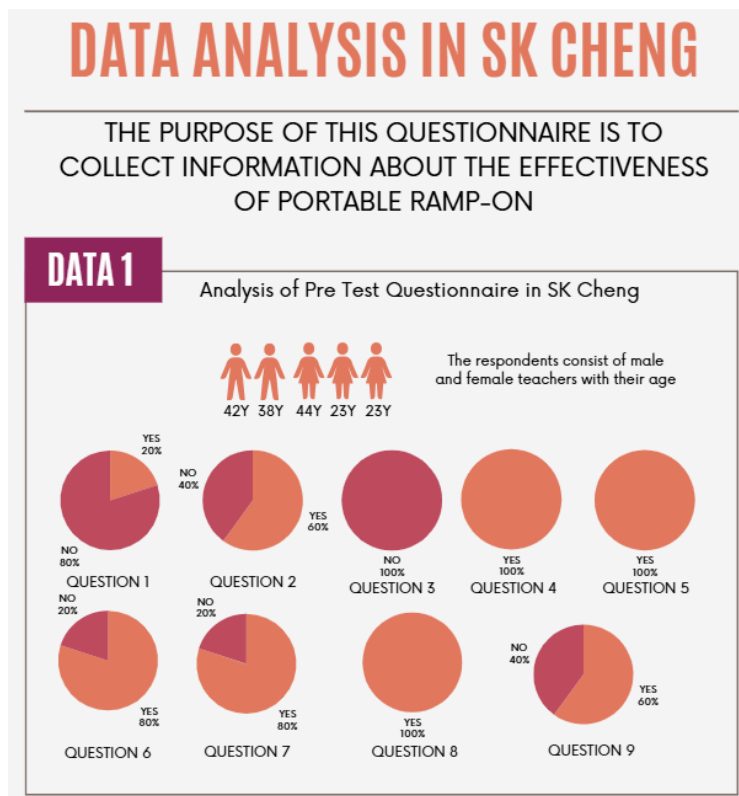 DATA ANALYSIS IN SK CHENG
THE PURPOSE OF THIS QUESTIONNAIRE IS TO
COLLECT INFORMATION ABOUT THE EFFECTIVENESS
OF PORTABLE RAMP-ON
DATA 1
Analysis of Pre Test Questionnaire in SK Cheng
The respondents consist of male
and female teachers with their age
42Y 38Y 44Y 23Y 23Y
YES
20%
NO
80%
QUESTION 1
NO
40%
YES
60%
QUESTION 2
NO
100%
QUESTION 3
YES
100%
QUESTION 4
YES
100%
QUESTION 5
NO
20%
YES
80%
QUESTION 6
NO
20%
YES
80%
QUESTION 7
YES
100%
QUESTION 8
NO
40%
YES
60%
QUESTION 9